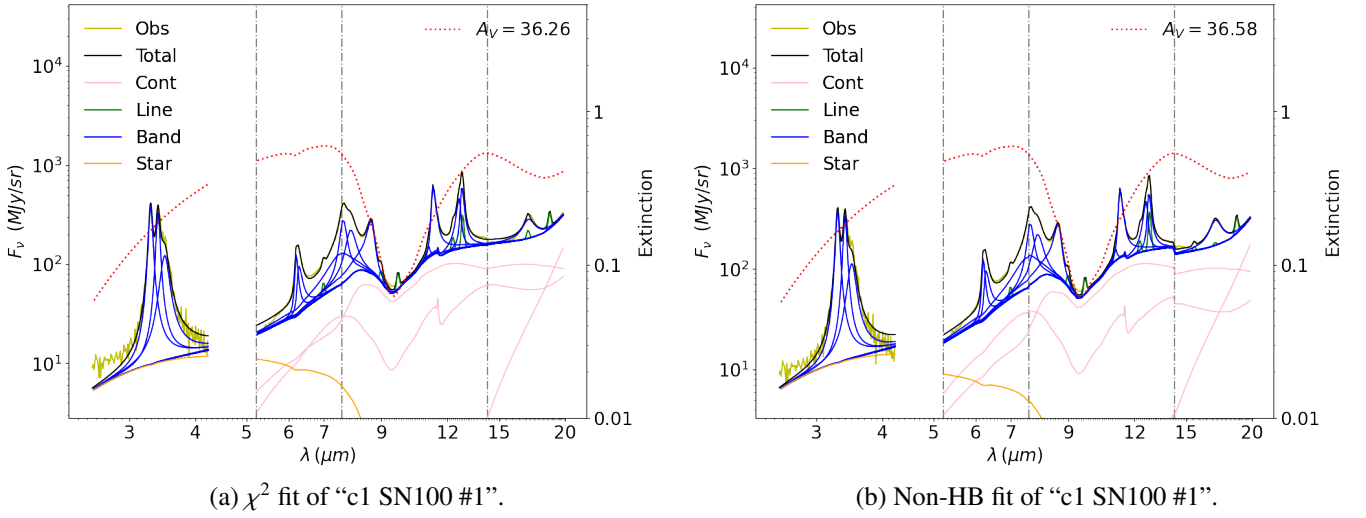 Obs
Total
Cont
Line
Band
Star
A_V = 36.26
10^4
10^3
10^2
10^1
F_ν (MJy/sr)
1
0.1
0.01
Extinction
3 4 5 6 7 9 12 15 20
λ (μm)
(a) χ² fit of “c1 SN100 #1”.
Obs
Total
Cont
Line
Band
Star
A_V = 36.58
10^4
10^3
10^2
10^1
F_ν (MJy/sr)
1
0.1
0.01
Extinction
3 4 5 6 7 9 12 15 20
λ (μm)
(b) Non-HB fit of “c1 SN100 #1”.